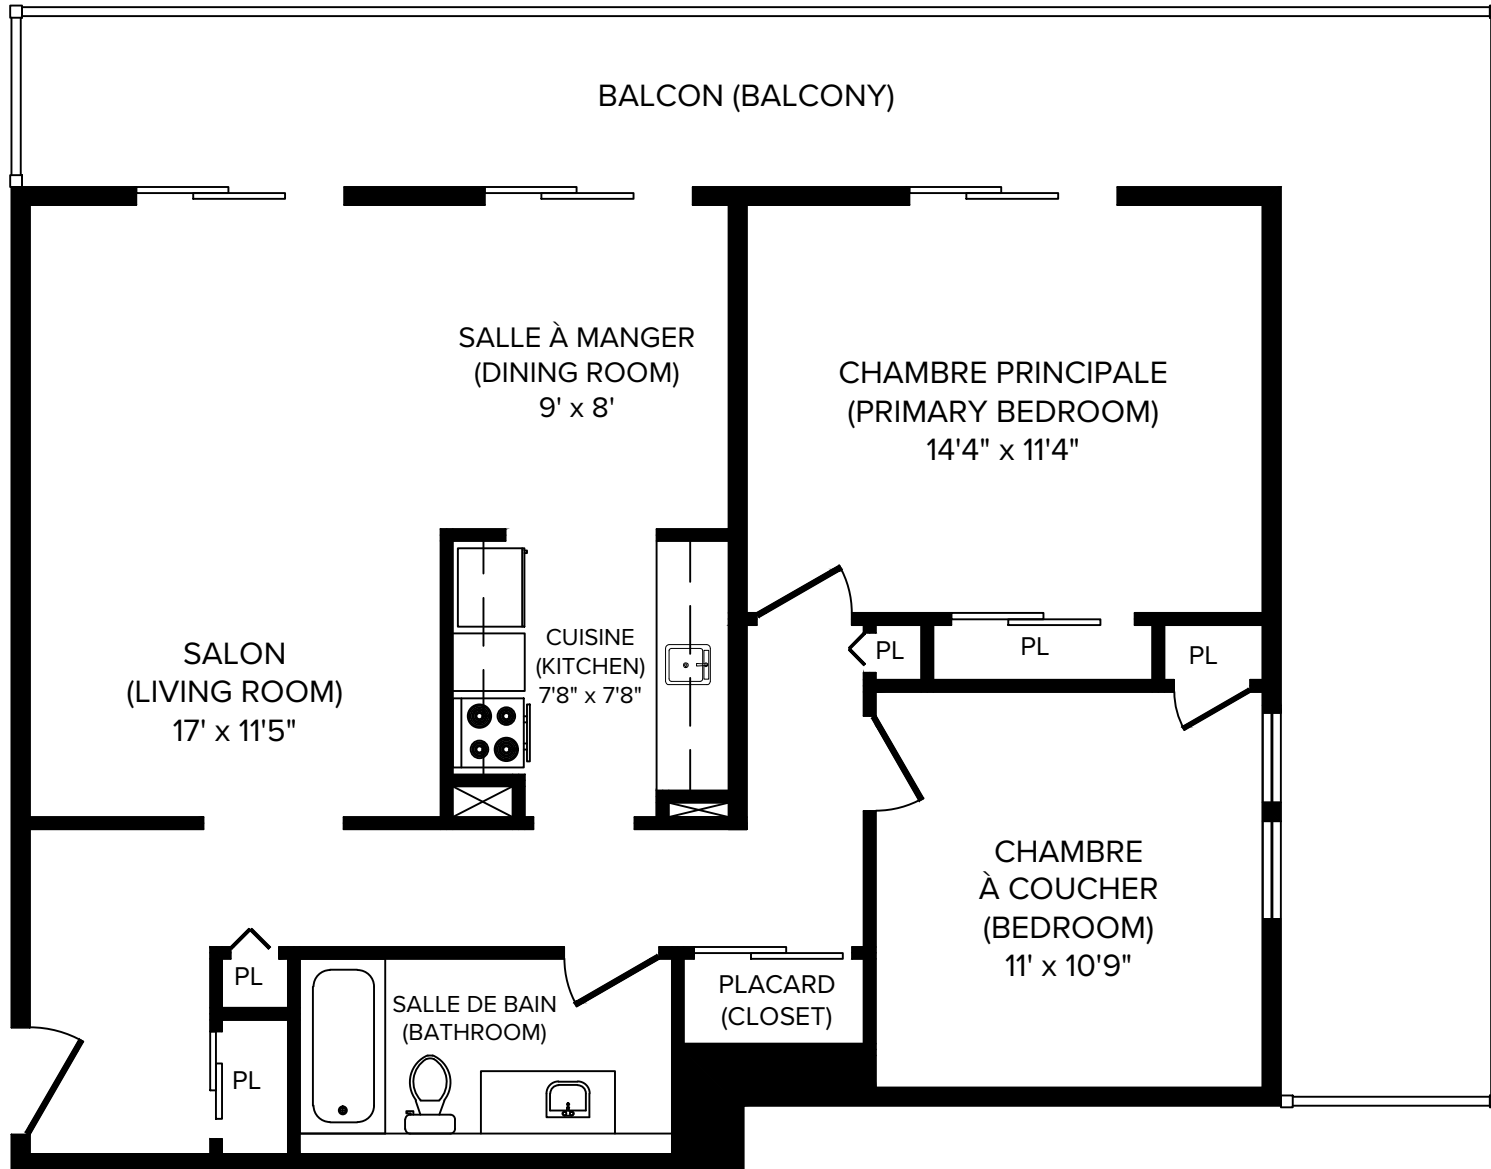 BALCON (BALCONY)
SALLE À MANGER
(DINING ROOM)
9' x 8'
CHAMBRE PRINCIPALE
(PRIMARY BEDROOM)
14'4" x 11'4"
SALON
(LIVING ROOM)
17' x 11'5"
CUISINE
(KITCHEN)
7'8" x 7'8"
PL
PL
PL
CHAMBRE
À COUCHER
(BEDROOM)
11' x 10'9"
PL
SALLE DE BAIN
(BATHROOM)
PLACARD
(CLOSET)
PL